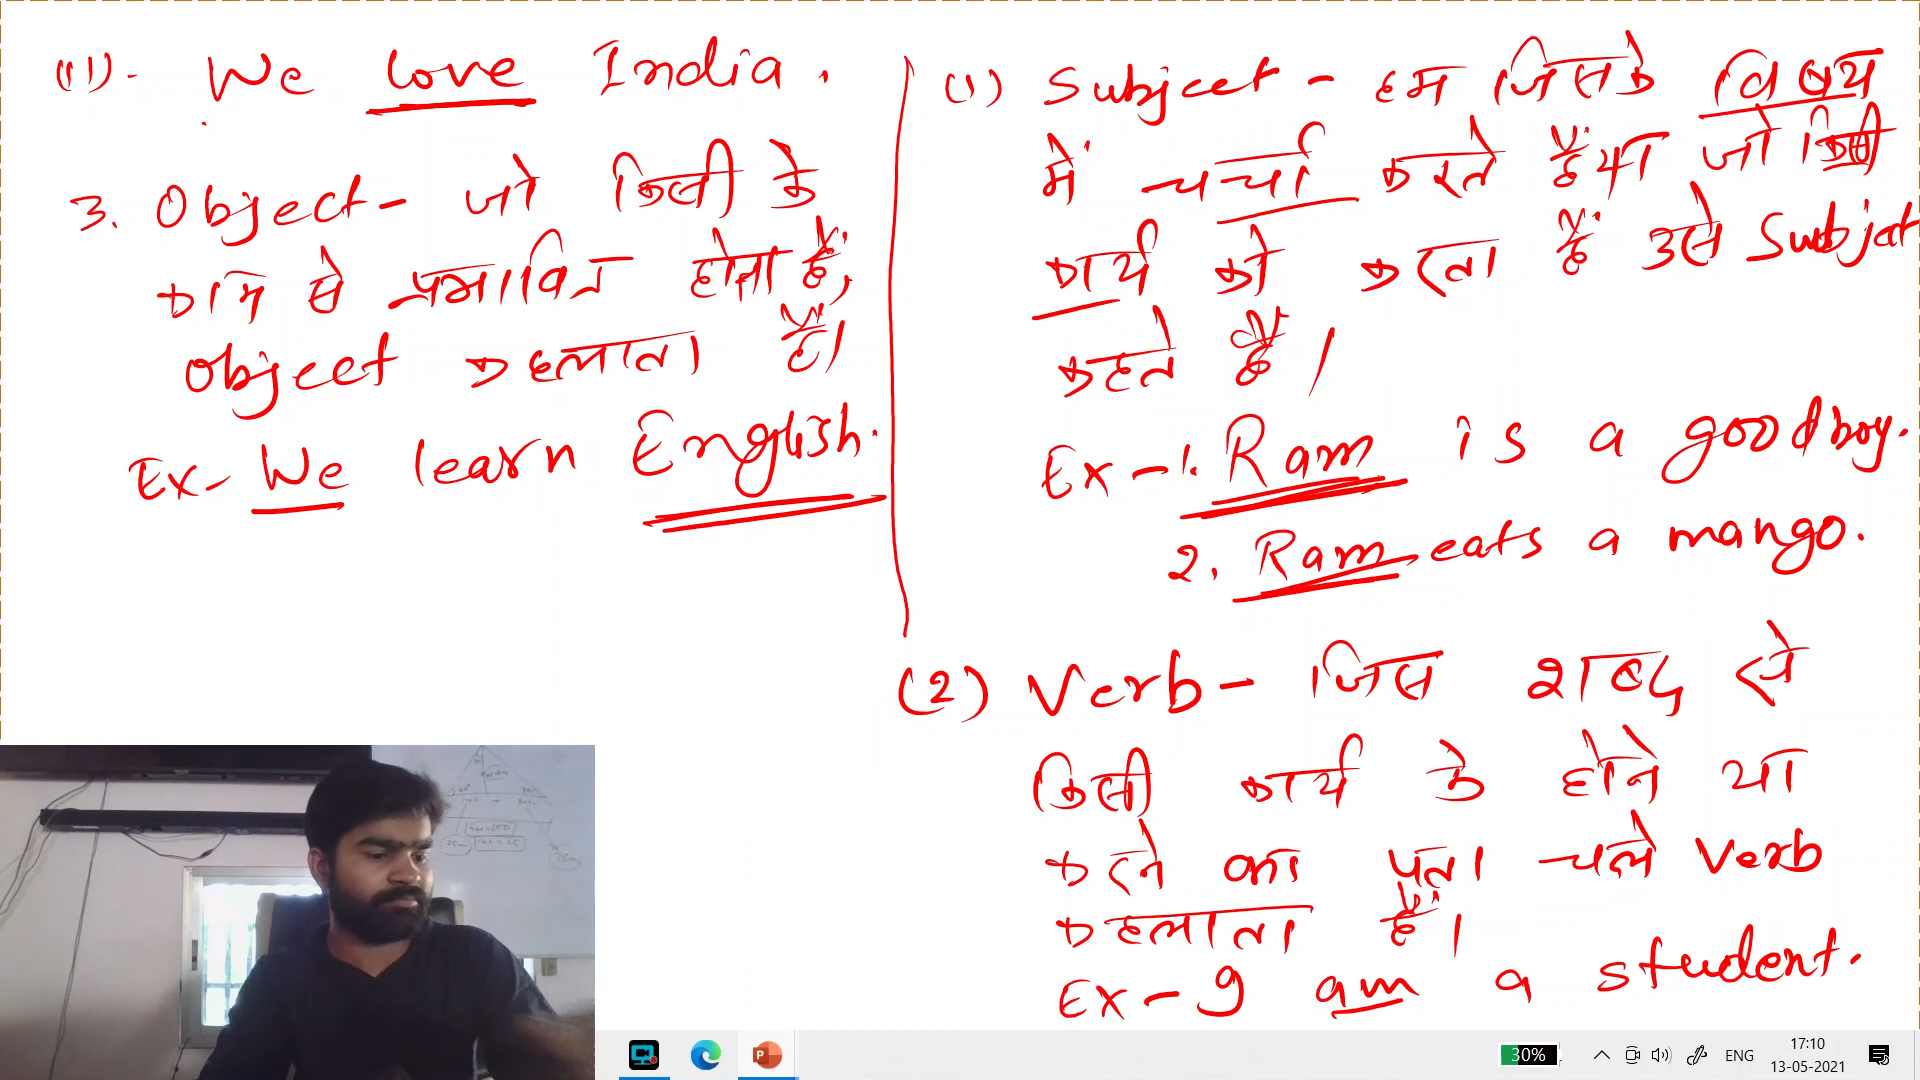 (1) Subject - हम जिसके विषय
में चर्चा करते हैं या जो किसी
कार्य को करता है उसे Subject
कहते हैं।
Ex-1. Ram is a good boy.
2. Ram eats a mango.
(2) Verb - जिस शब्द से
किसी कार्य के होने या
करने का पता चले Verb
कहलाता है।
Ex- I am a student.
(11). We love India.
3. Object - जो किसी के
काम से प्रभावित होता है,
Object कहलाता है।
Ex- We learn English.
30%
ENG
17:10
13-05-2021